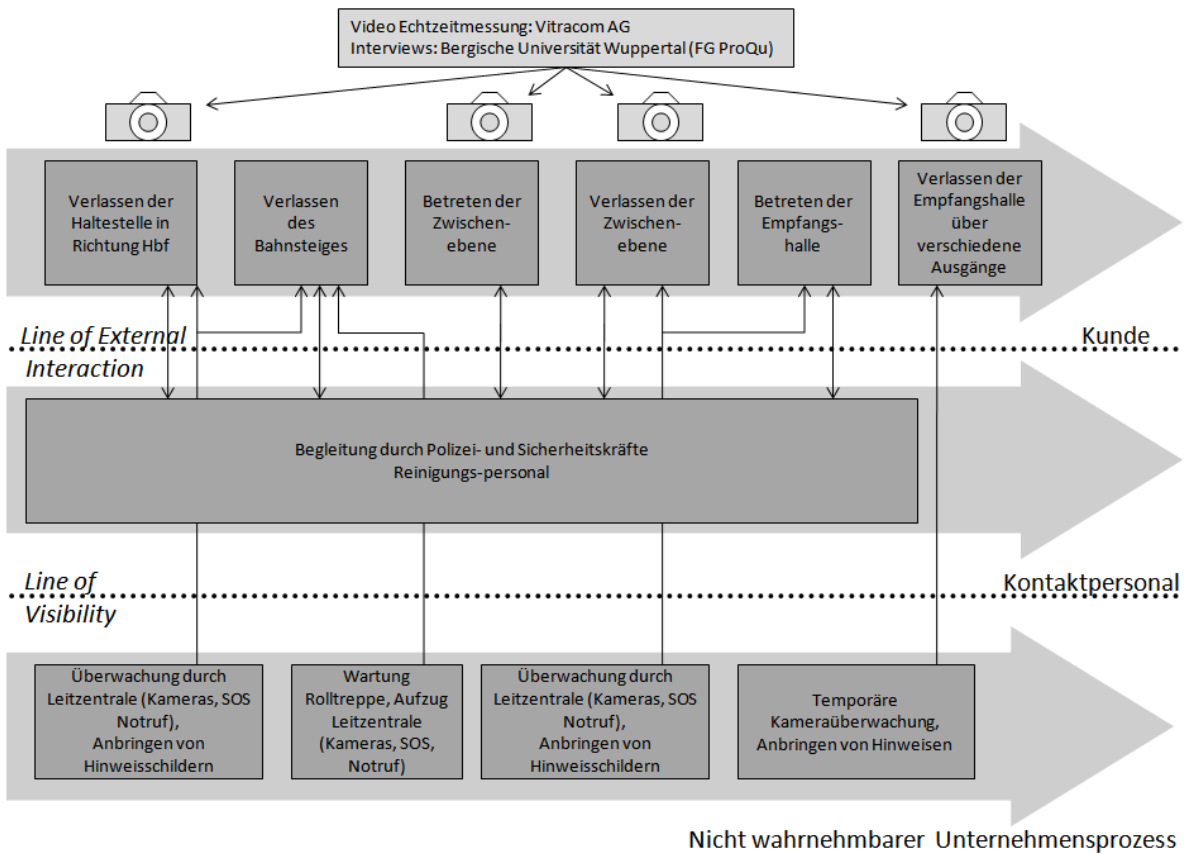 Video Echtzeitmessung: Vitracom AG
Interviews: Bergische Universität Wuppertal (FG ProQu)
Verlassen der
Haltestelle in
Richtung Hbf
Verlassen
des
Bahnsteiges
Betreten der
Zwischen-
ebene
Verlassen der
Zwischen-
ebene
Betreten der
Empfangs-
halle
Verlassen der
Empfangshalle
über
verschiedene
Ausgänge
Line of External
Interaction
Kunde
Begleitung durch Polizei- und Sicherheitskräfte
Reinigungs-personal
Line of
Visibility
Kontaktpersonal
Überwachung durch
Leitzentrale (Kameras, SOS
Notruf),
Anbringen von
Hinweisschildern
Wartung
Rolltreppe, Aufzug
Leitzentrale
(Kameras, SOS,
Notruf)
Überwachung durch
Leitzentrale (Kameras, SOS
Notruf),
Anbringen von
Hinweisschildern
Temporäre
Kameraüberwachung,
Anbringen von Hinweisen
Nicht wahrnehmbarer Unternehmensprozess